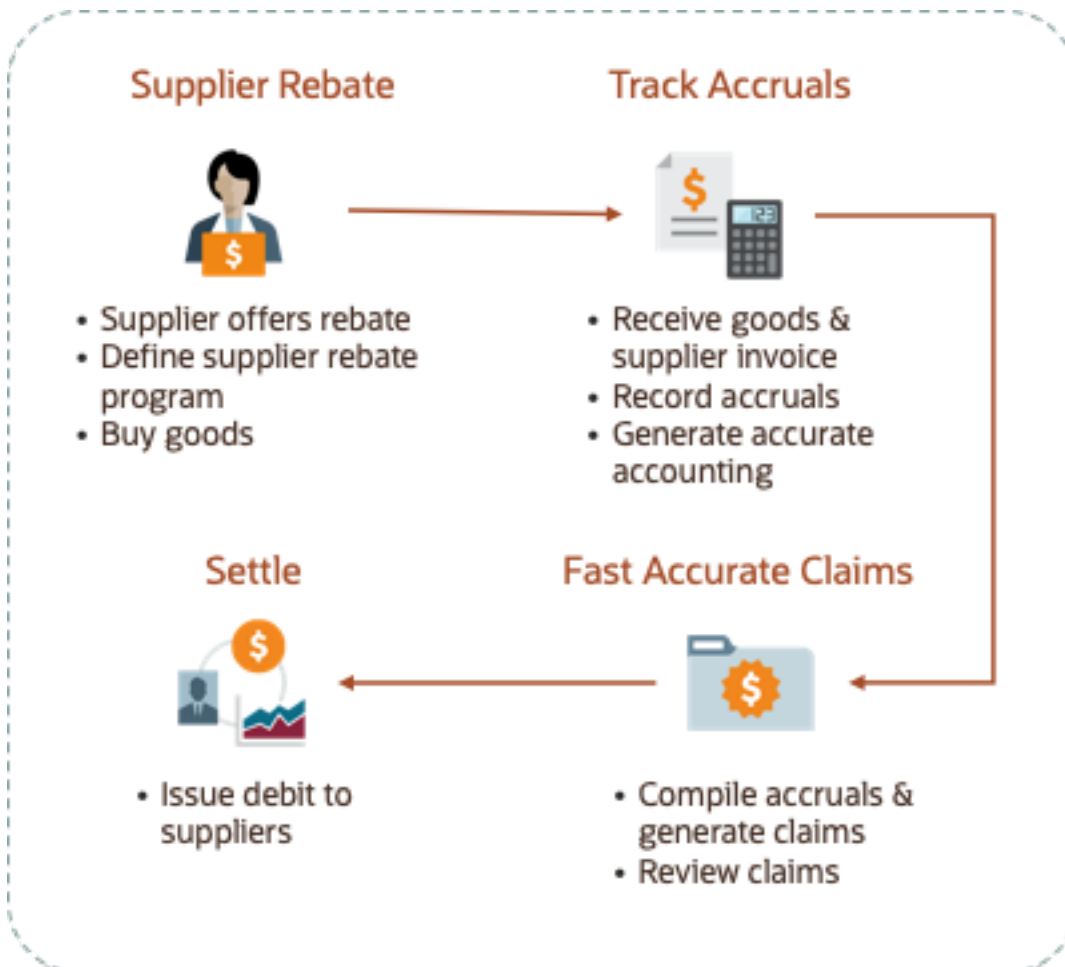 Supplier Rebate
$
• Supplier offers rebate
• Define supplier rebate
program
• Buy goods
Track Accruals
$
123
• Receive goods &
supplier invoice
• Record accruals
• Generate accurate
accounting
Fast Accurate Claims
$
• Compile accruals &
generate claims
• Review claims
Settle
$
• Issue debit to
suppliers